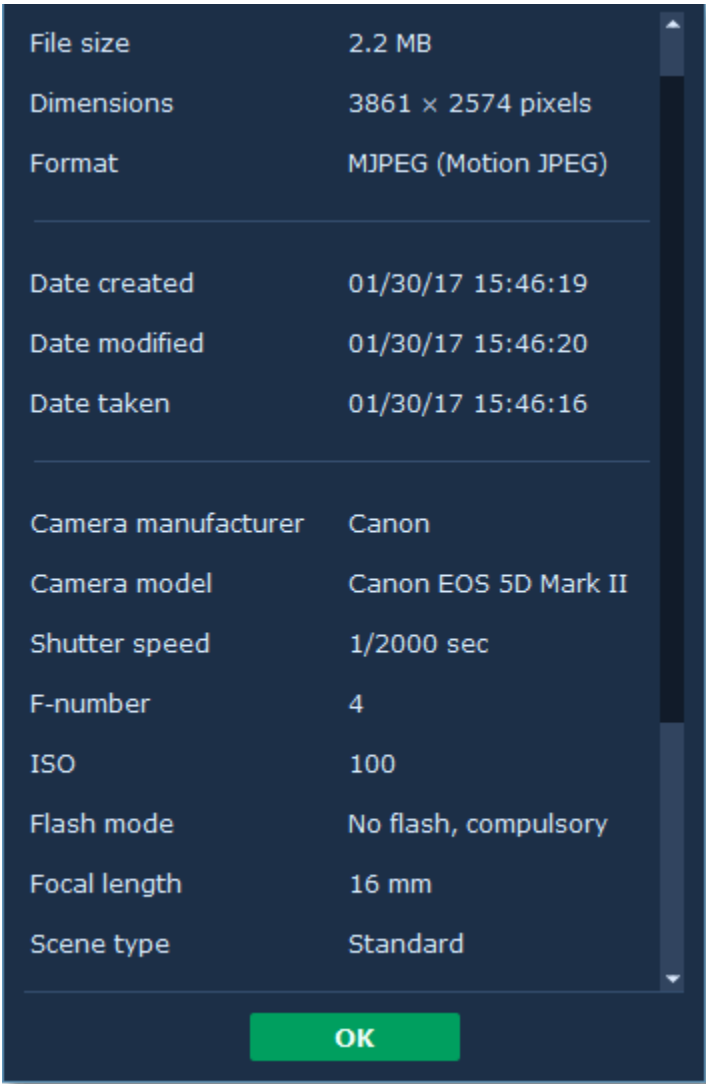 File size 2.2 MB
Dimensions 3861 × 2574 pixels
Format MJPEG (Motion JPEG)
Date created 01/30/17 15:46:19
Date modified 01/30/17 15:46:20
Date taken 01/30/17 15:46:16
Camera manufacturer Canon
Camera model Canon EOS 5D Mark II
Shutter speed 1/2000 sec
F-number 4
ISO 100
Flash mode No flash, compulsory
Focal length 16 mm
Scene type Standard
OK